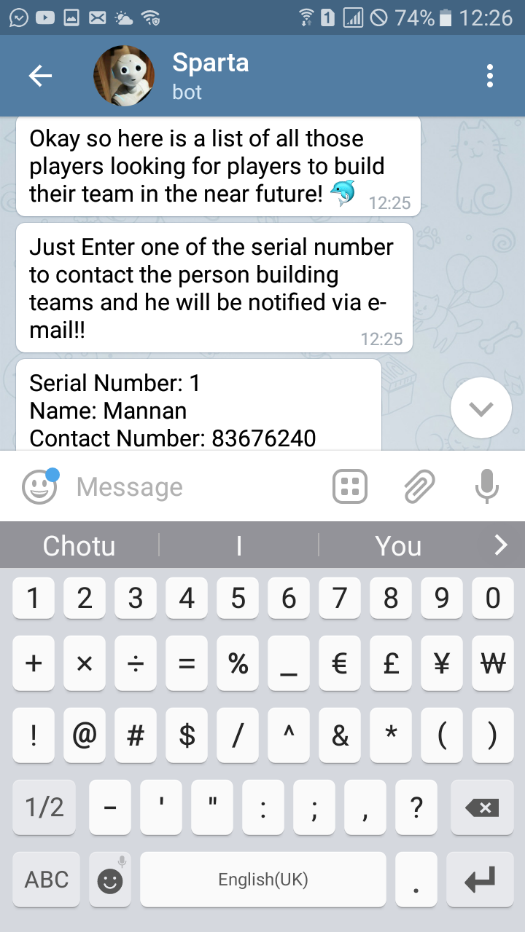 74% 12:26
Sparta
bot
Okay so here is a list of all those
players looking for players to build
their team in the near future! 🐬
12:25
Just Enter one of the serial number
to contact the person building
teams and he will be notified via e-
mail!!
12:25
Serial Number: 1
Name: Mannan
Contact Number: 83676240
Message
Chotu I You
1 2 3 4 5 6 7 8 9 0
+ × ÷ = % _ € £ ¥ ₩
! @ # $ / ^ & * ( )
1/2 - ' " : ; , ?
ABC English(UK) .